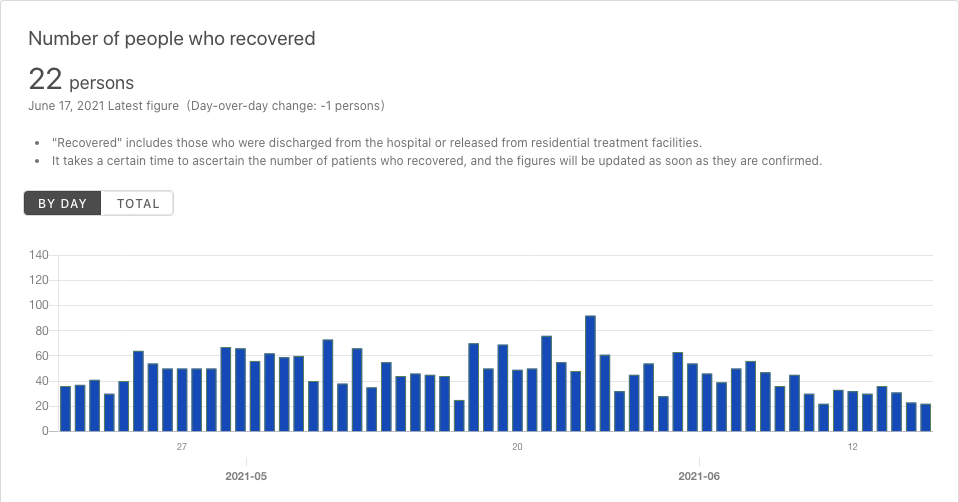 Number of people who recovered
22 persons
June 17, 2021 Latest figure (Day-over-day change: -1 persons)
• "Recovered" includes those who were discharged from the hospital or released from residential treatment facilities.
• It takes a certain time to ascertain the number of patients who recovered, and the figures will be updated as soon as they are confirmed.
BY DAY TOTAL
140
120
100
80
60
40
20
0
27 20 12
2021-05 2021-06